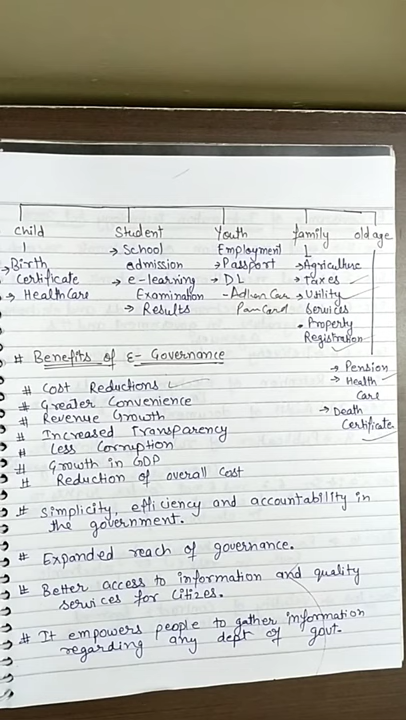 Child Student Youth family old age
→ Birth Certificate
→ HealthCare
→ School admission
→ e-learning
Examination
→ Results
Employment
→ Passport
→ DL
- Adhar Car
Pan Card
→ Agriculture
→ Taxes
→ Utility Services
• Property Registration
→ Pension
→ Health Care
→ Death Certificate
# Benefits of E- Governance
# Cost Reductions
# Greater Convenience
# Revenue Growth
# Increased Transparency
# Less Corruption
# Growth in GDP
# Reduction of overall Cost
# Simplicity, efficiency and accountability in
the government.
# Expanded reach of governance.
# Better access to information and quality
services for citizes.
# It empowers people to gather information
regarding any dept of govt.